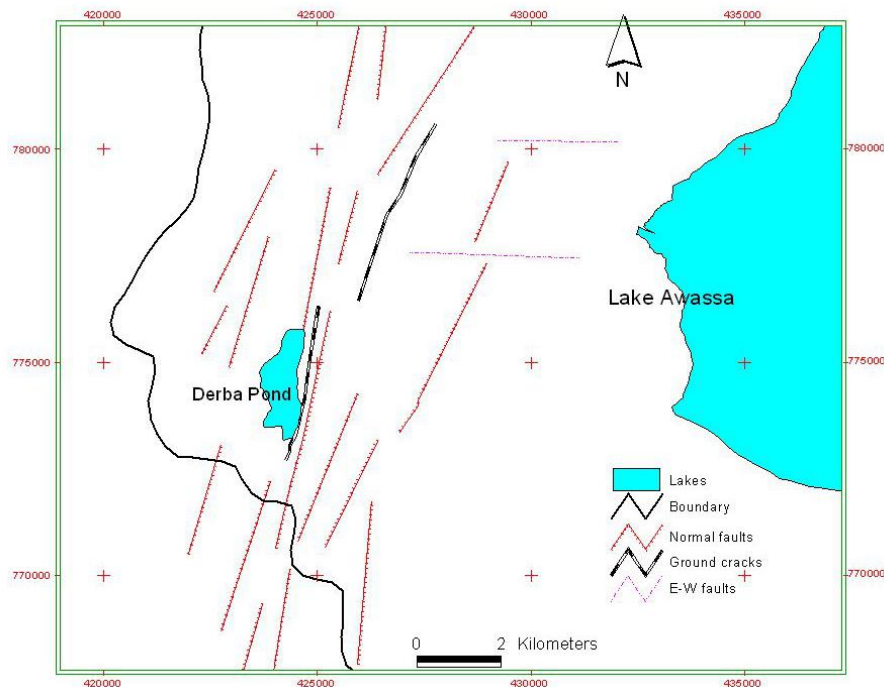 420000 425000 430000 435000
N
780000 780000
Lake Awassa
775000 775000
Derba Pond
Lakes
Boundary
Normal faults
Ground cracks
E-W faults
770000 770000
0 2 Kilometers
420000 425000 430000 435000